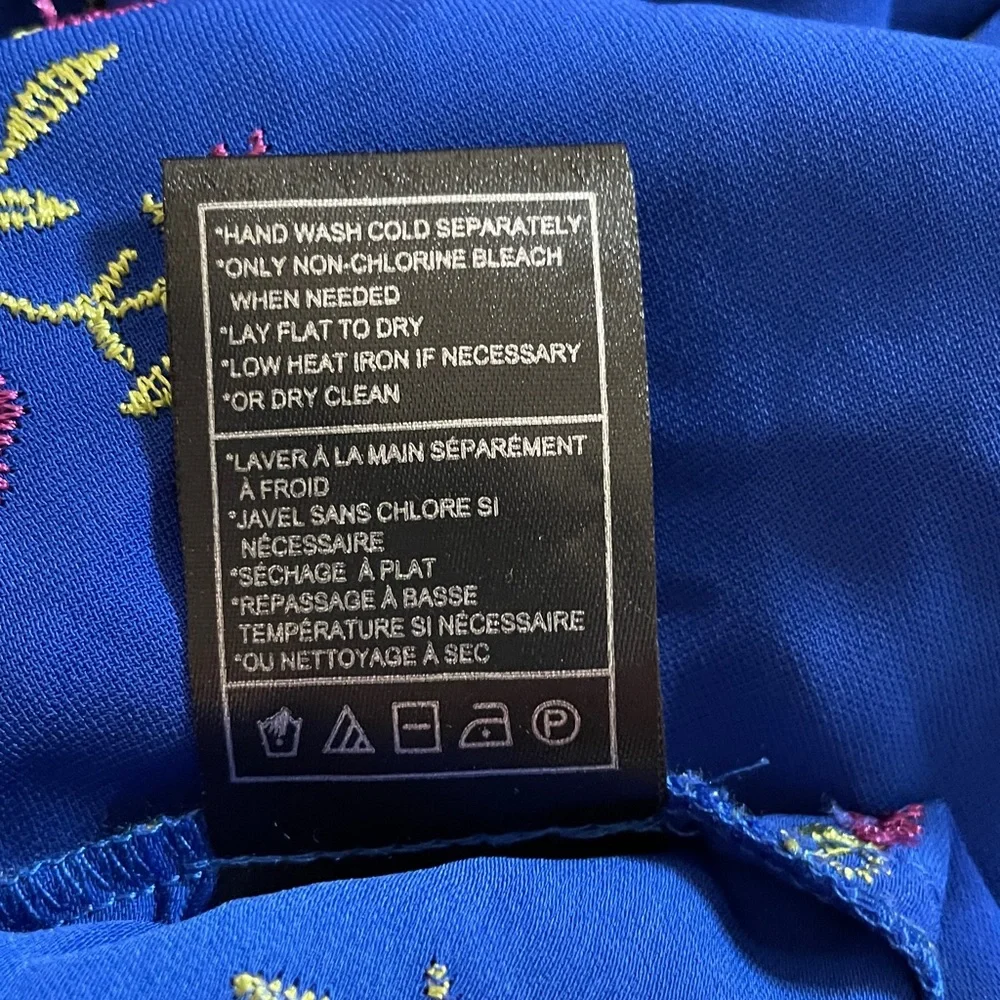 *HAND WASH COLD SEPARATELY
*ONLY NON-CHLORINE BLEACH
WHEN NEEDED
*LAY FLAT TO DRY
*LOW HEAT IRON IF NECESSARY
*OR DRY CLEAN
*LAVER À LA MAIN SÉPARÉMENT
À FROID
*JAVEL SANS CHLORE SI
NÉCESSAIRE
*SÉCHAGE À PLAT
*REPASSAGE À BASSE
TEMPÉRATURE SI NÉCESSAIRE
*OU NETTOYAGE À SEC
P